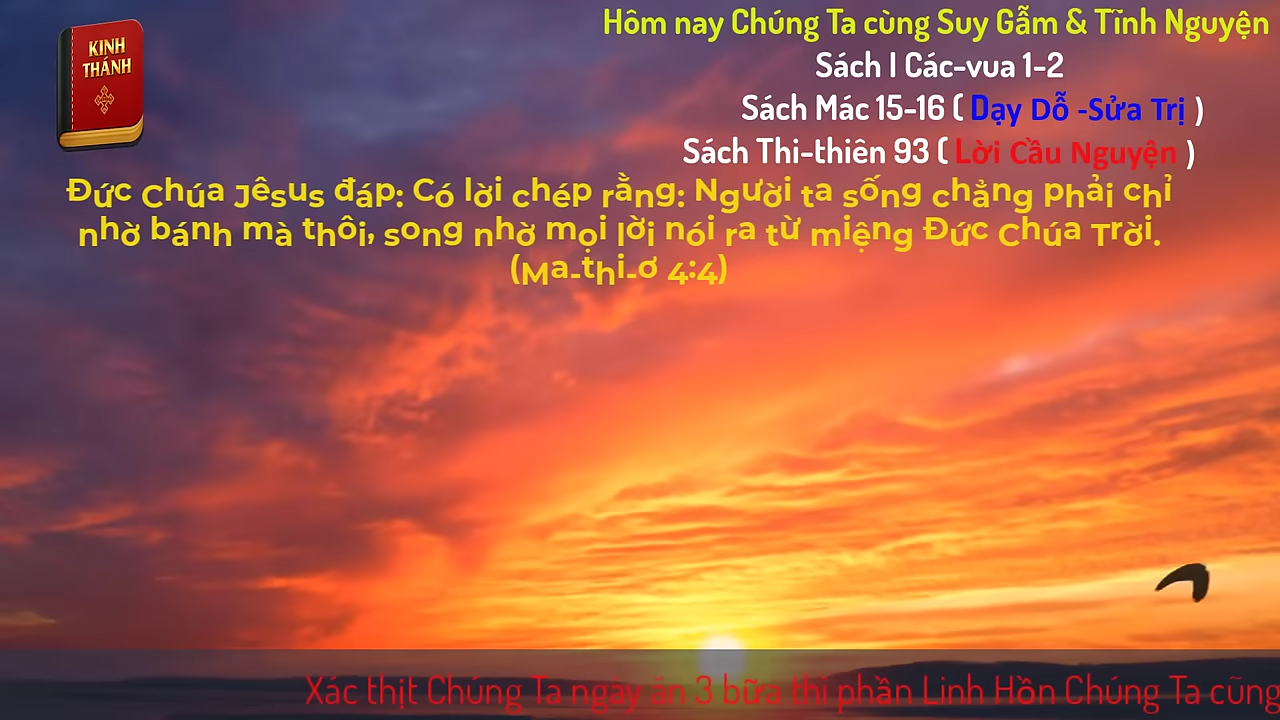 KINH
THÁNH
Hôm nay Chúng Ta cùng Suy Gẫm & Tĩnh Nguyện
Sách I Các-vua 1-2
Sách Mác 15-16 ( Dạy Dỗ -Sửa Trị )
Sách Thi-thiên 93 ( Lời Cầu Nguyện )
Đức Chúa Jêsus đáp: Có lời chép rằng: Người ta sống chẳng phải chỉ
nhờ bánh mà thôi, song nhờ mọi lời nói ra từ miệng Đức Chúa Trời.
(Ma-thi-ơ 4:4)
Xác thịt Chúng Ta ngày ăn 3 bữa thì phần Linh Hồn Chúng Ta cũng